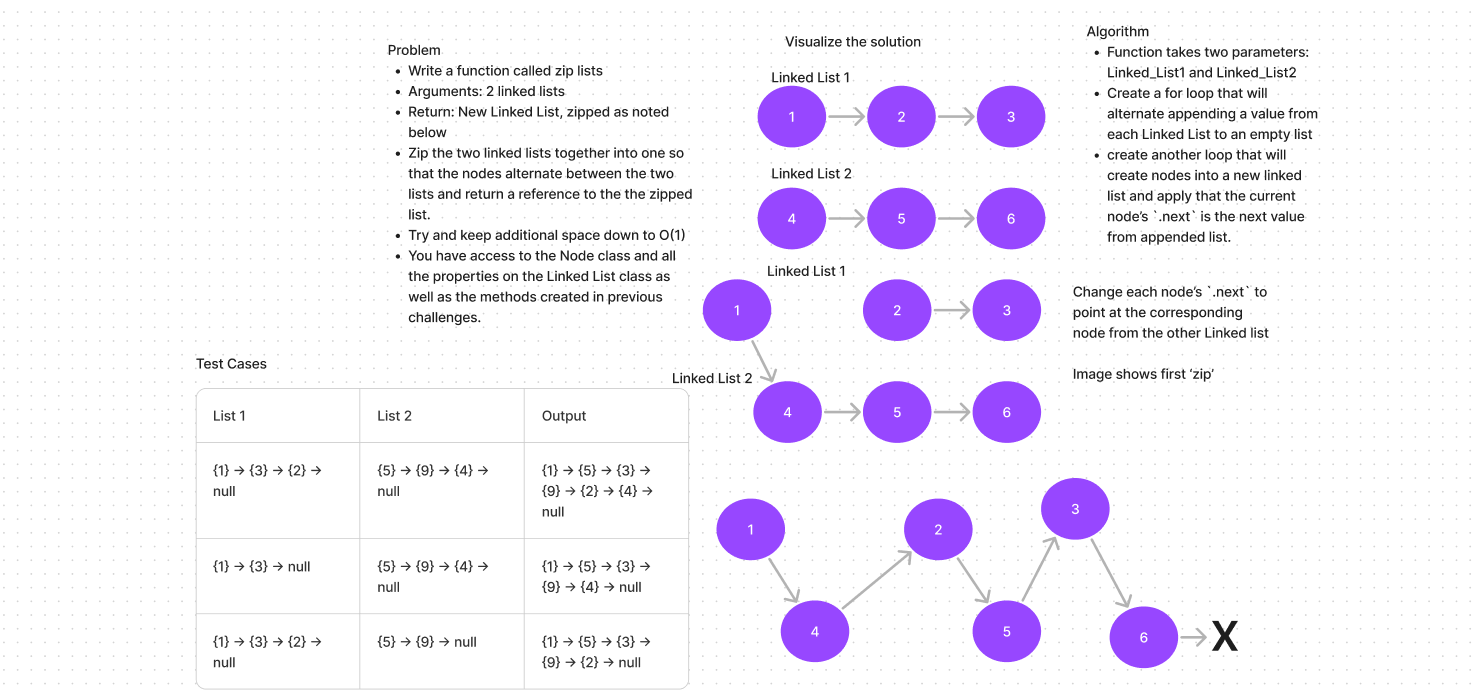 Problem
• Write a function called zip lists
• Arguments: 2 linked lists
• Return: New Linked List, zipped as noted
below
• Zip the two linked lists together into one so
that the nodes alternate between the two
lists and return a reference to the the zipped
list.
• Try and keep additional space down to O(1)
• You have access to the Node class and all
the properties on the Linked List class as
well as the methods created in previous
challenges.
Test Cases
List 1
List 2
Output
{1} → {3} → {2} →
null
{5} → {9} → {4} →
null
{1} → {5} → {3} →
{9} → {2} → {4} →
null
{1} → {3} → null
{5} → {9} → {4} →
null
{1} → {5} → {3} →
{9} → {4} → null
{1} → {3} → {2} →
null
{5} → {9} → null
{1} → {5} → {3} →
{9} → {2} → null
Visualize the solution
Linked List 1
1
2
3
Linked List 2
4
5
6
Linked List 1
1
2
3
Linked List 2
4
5
6
1
2
3
4
5
6
X
Algorithm
• Function takes two parameters:
Linked_List1 and Linked_List2
• Create a for loop that will
alternate appending a value from
each Linked List to an empty list
• create another loop that will
create nodes into a new linked
list and apply that the current
node's `.next` is the next value
from appended list.
Change each node's `.next` to
point at the corresponding
node from the other Linked list
Image shows first 'zip'